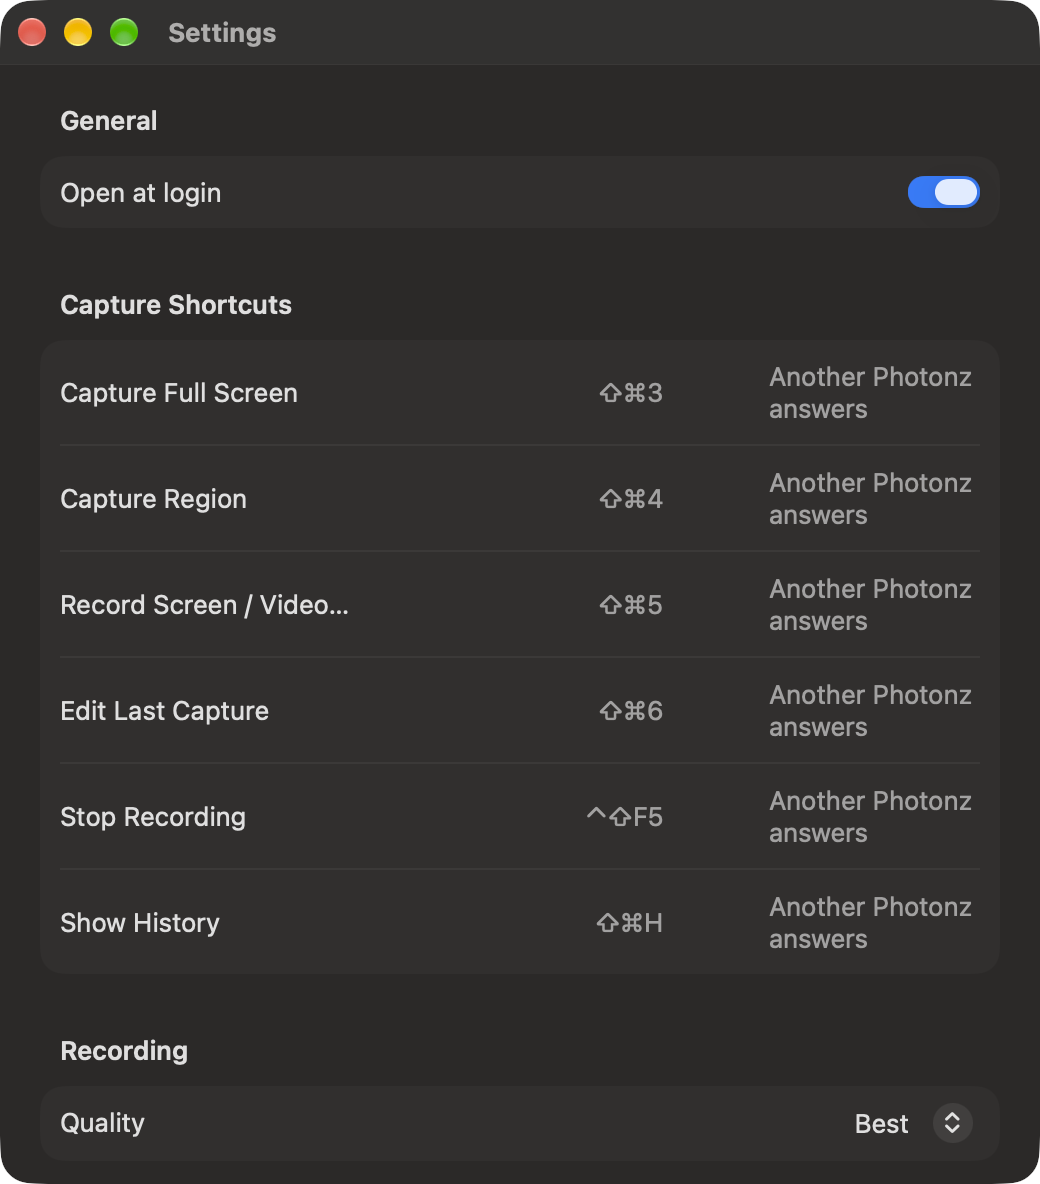 Settings
General
Open at login
Capture Shortcuts
Capture Full Screen ⇧⌘3 Another Photonz
answers
Capture Region ⇧⌘4 Another Photonz
answers
Record Screen / Video... ⇧⌘5 Another Photonz
answers
Edit Last Capture ⇧⌘6 Another Photonz
answers
Stop Recording ^⇧F5 Another Photonz
answers
Show History ⇧⌘H Another Photonz
answers
Recording
Quality Best